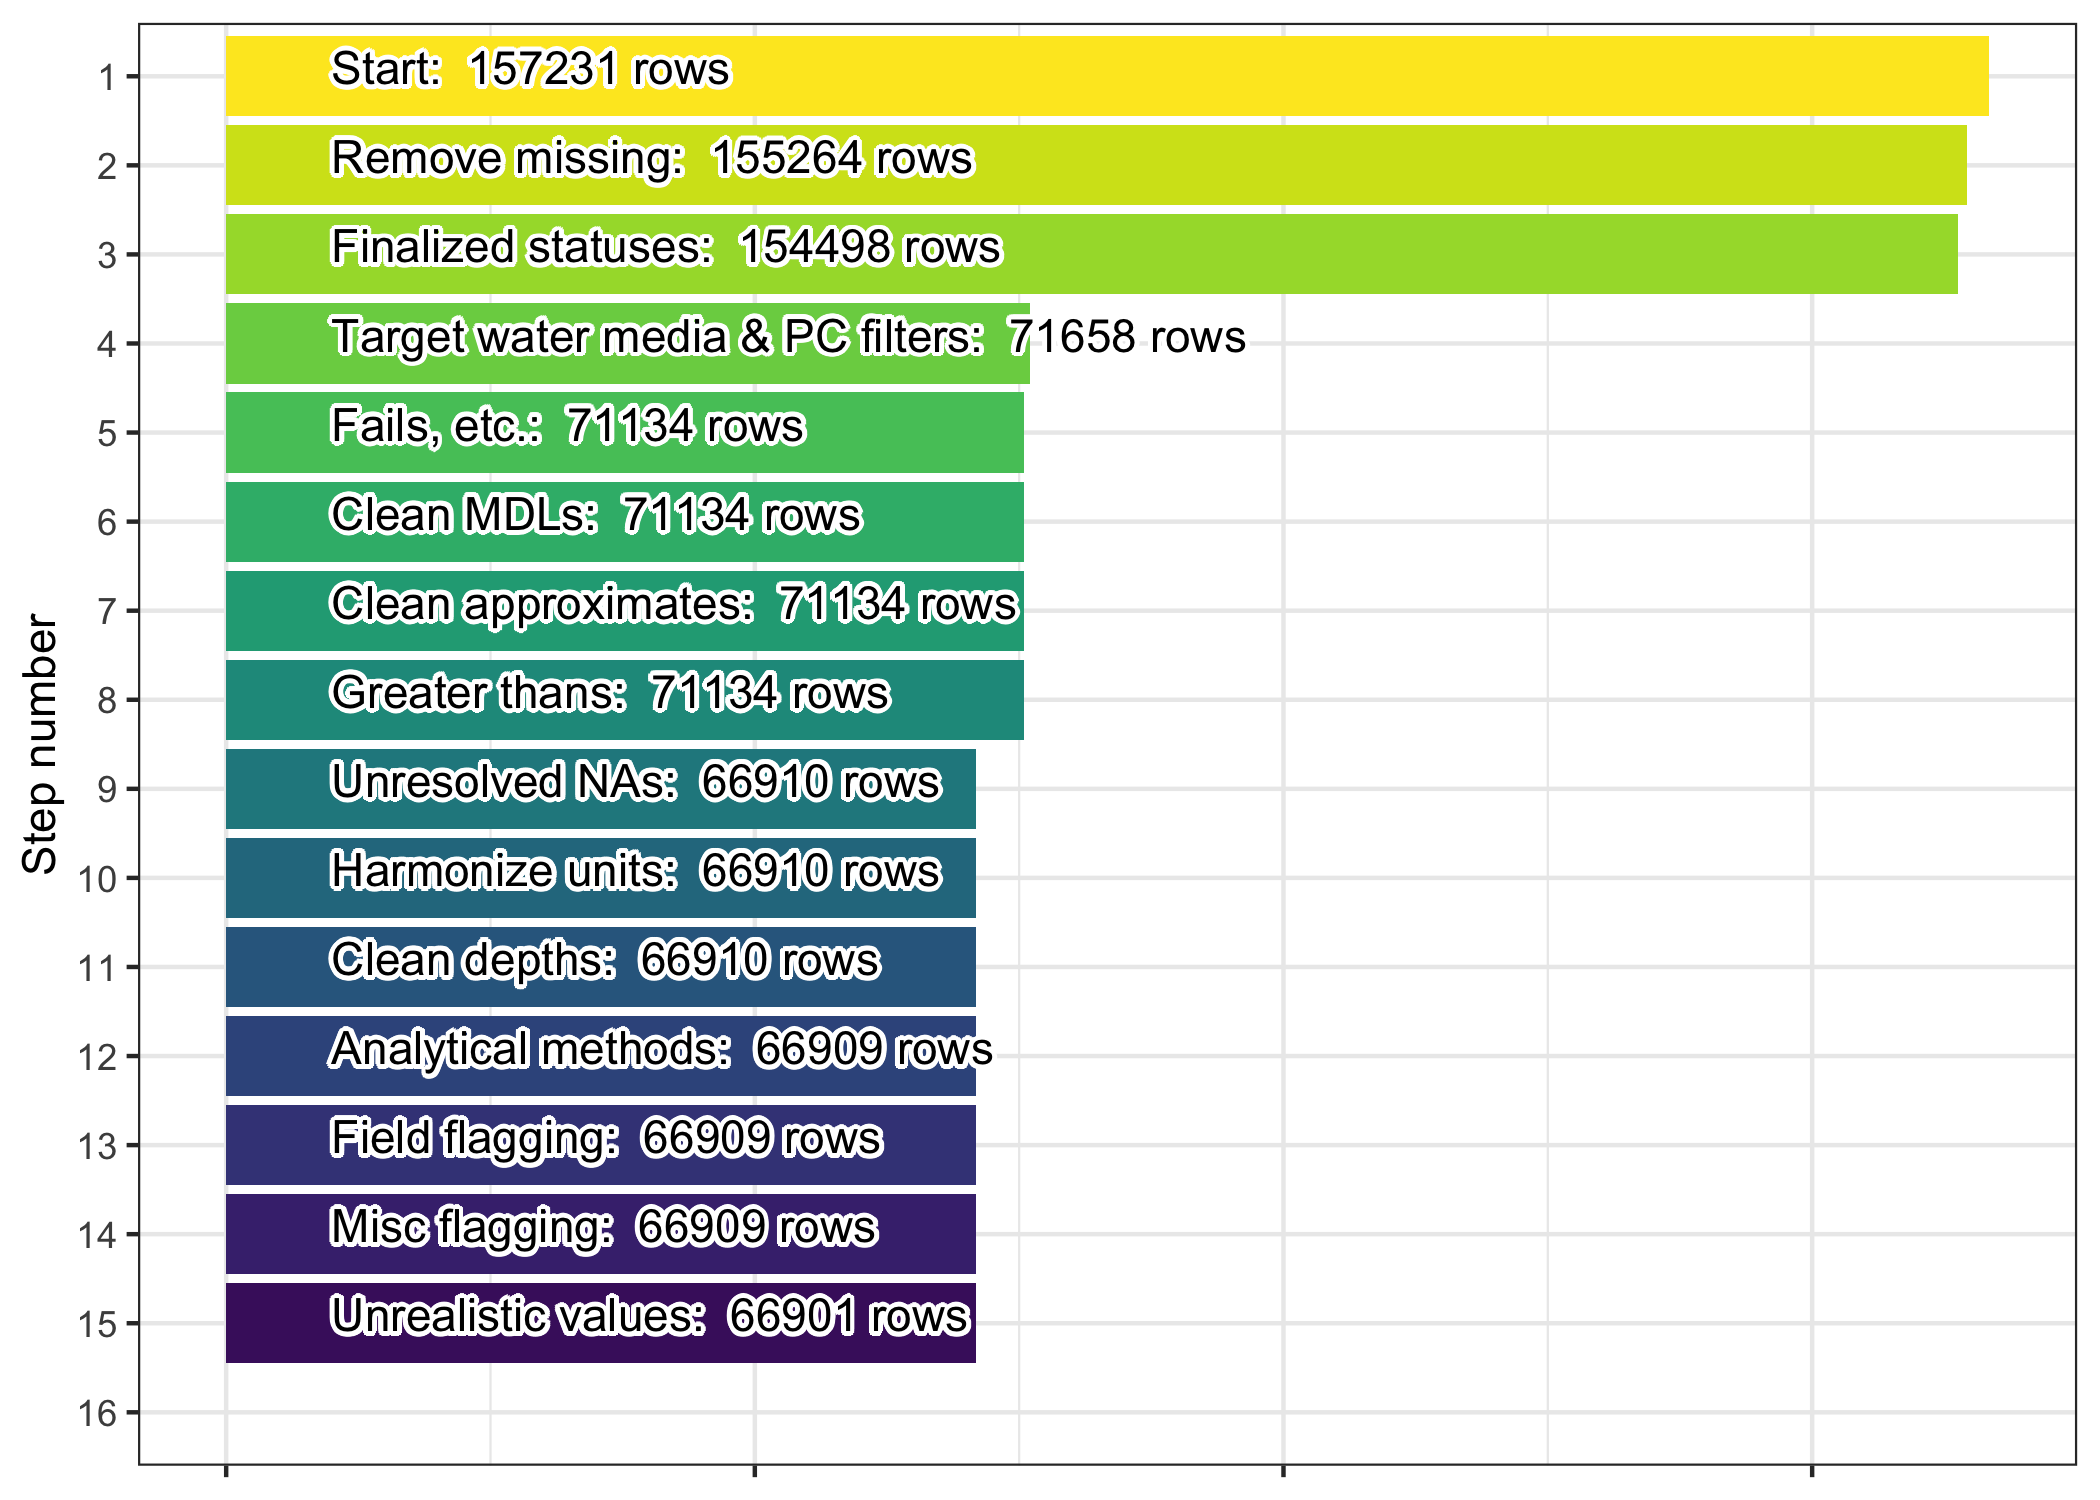 1
Start:  157231 rows
2
Remove missing:  155264 rows
3
Finalized statuses:  154498 rows
4
Target water media & PC filters:  71658 rows
5
Fails, etc.:  71134 rows
6
Clean MDLs:  71134 rows
7
Clean approximates:  71134 rows
8
Greater thans:  71134 rows
9
Unresolved NAs:  66910 rows
10
Harmonize units:  66910 rows
11
Clean depths:  66910 rows
12
Analytical methods:  66909 rows
13
Field flagging:  66909 rows
14
Misc flagging:  66909 rows
15
Unrealistic values:  66901 rows
16
Step number